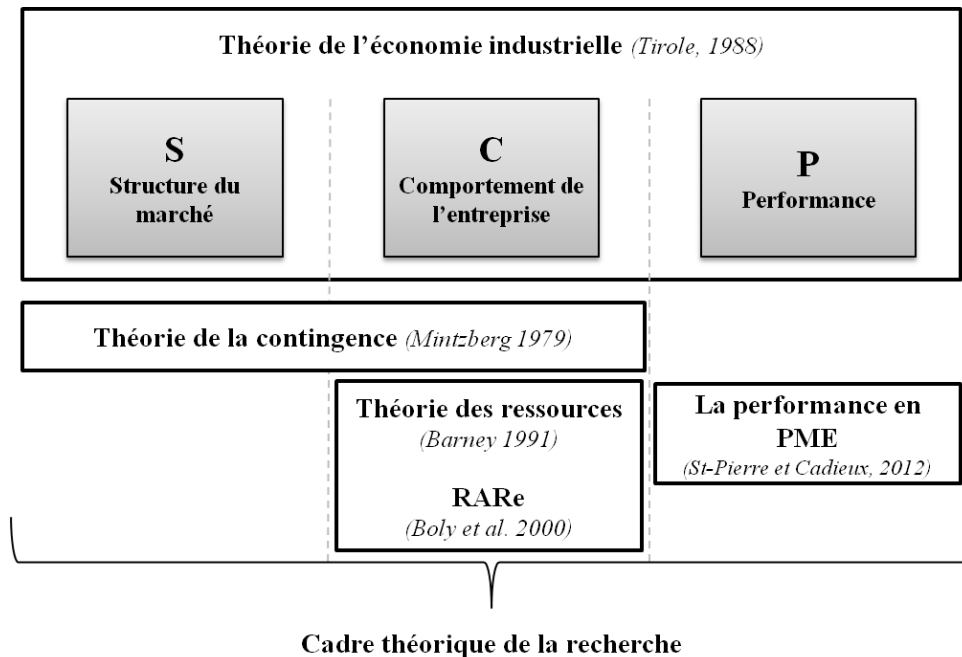 Théorie de l'économie industrielle (Tirole, 1988)
S
Structure du
marché
C
Comportement de
l'entreprise
P
Performance
Théorie de la contingence (Mintzberg 1979)
Théorie des ressources
(Barney 1991)
RARe
(Boly et al. 2000)
La performance en
PME
(St-Pierre et Cadieux, 2012)
Cadre théorique de la recherche